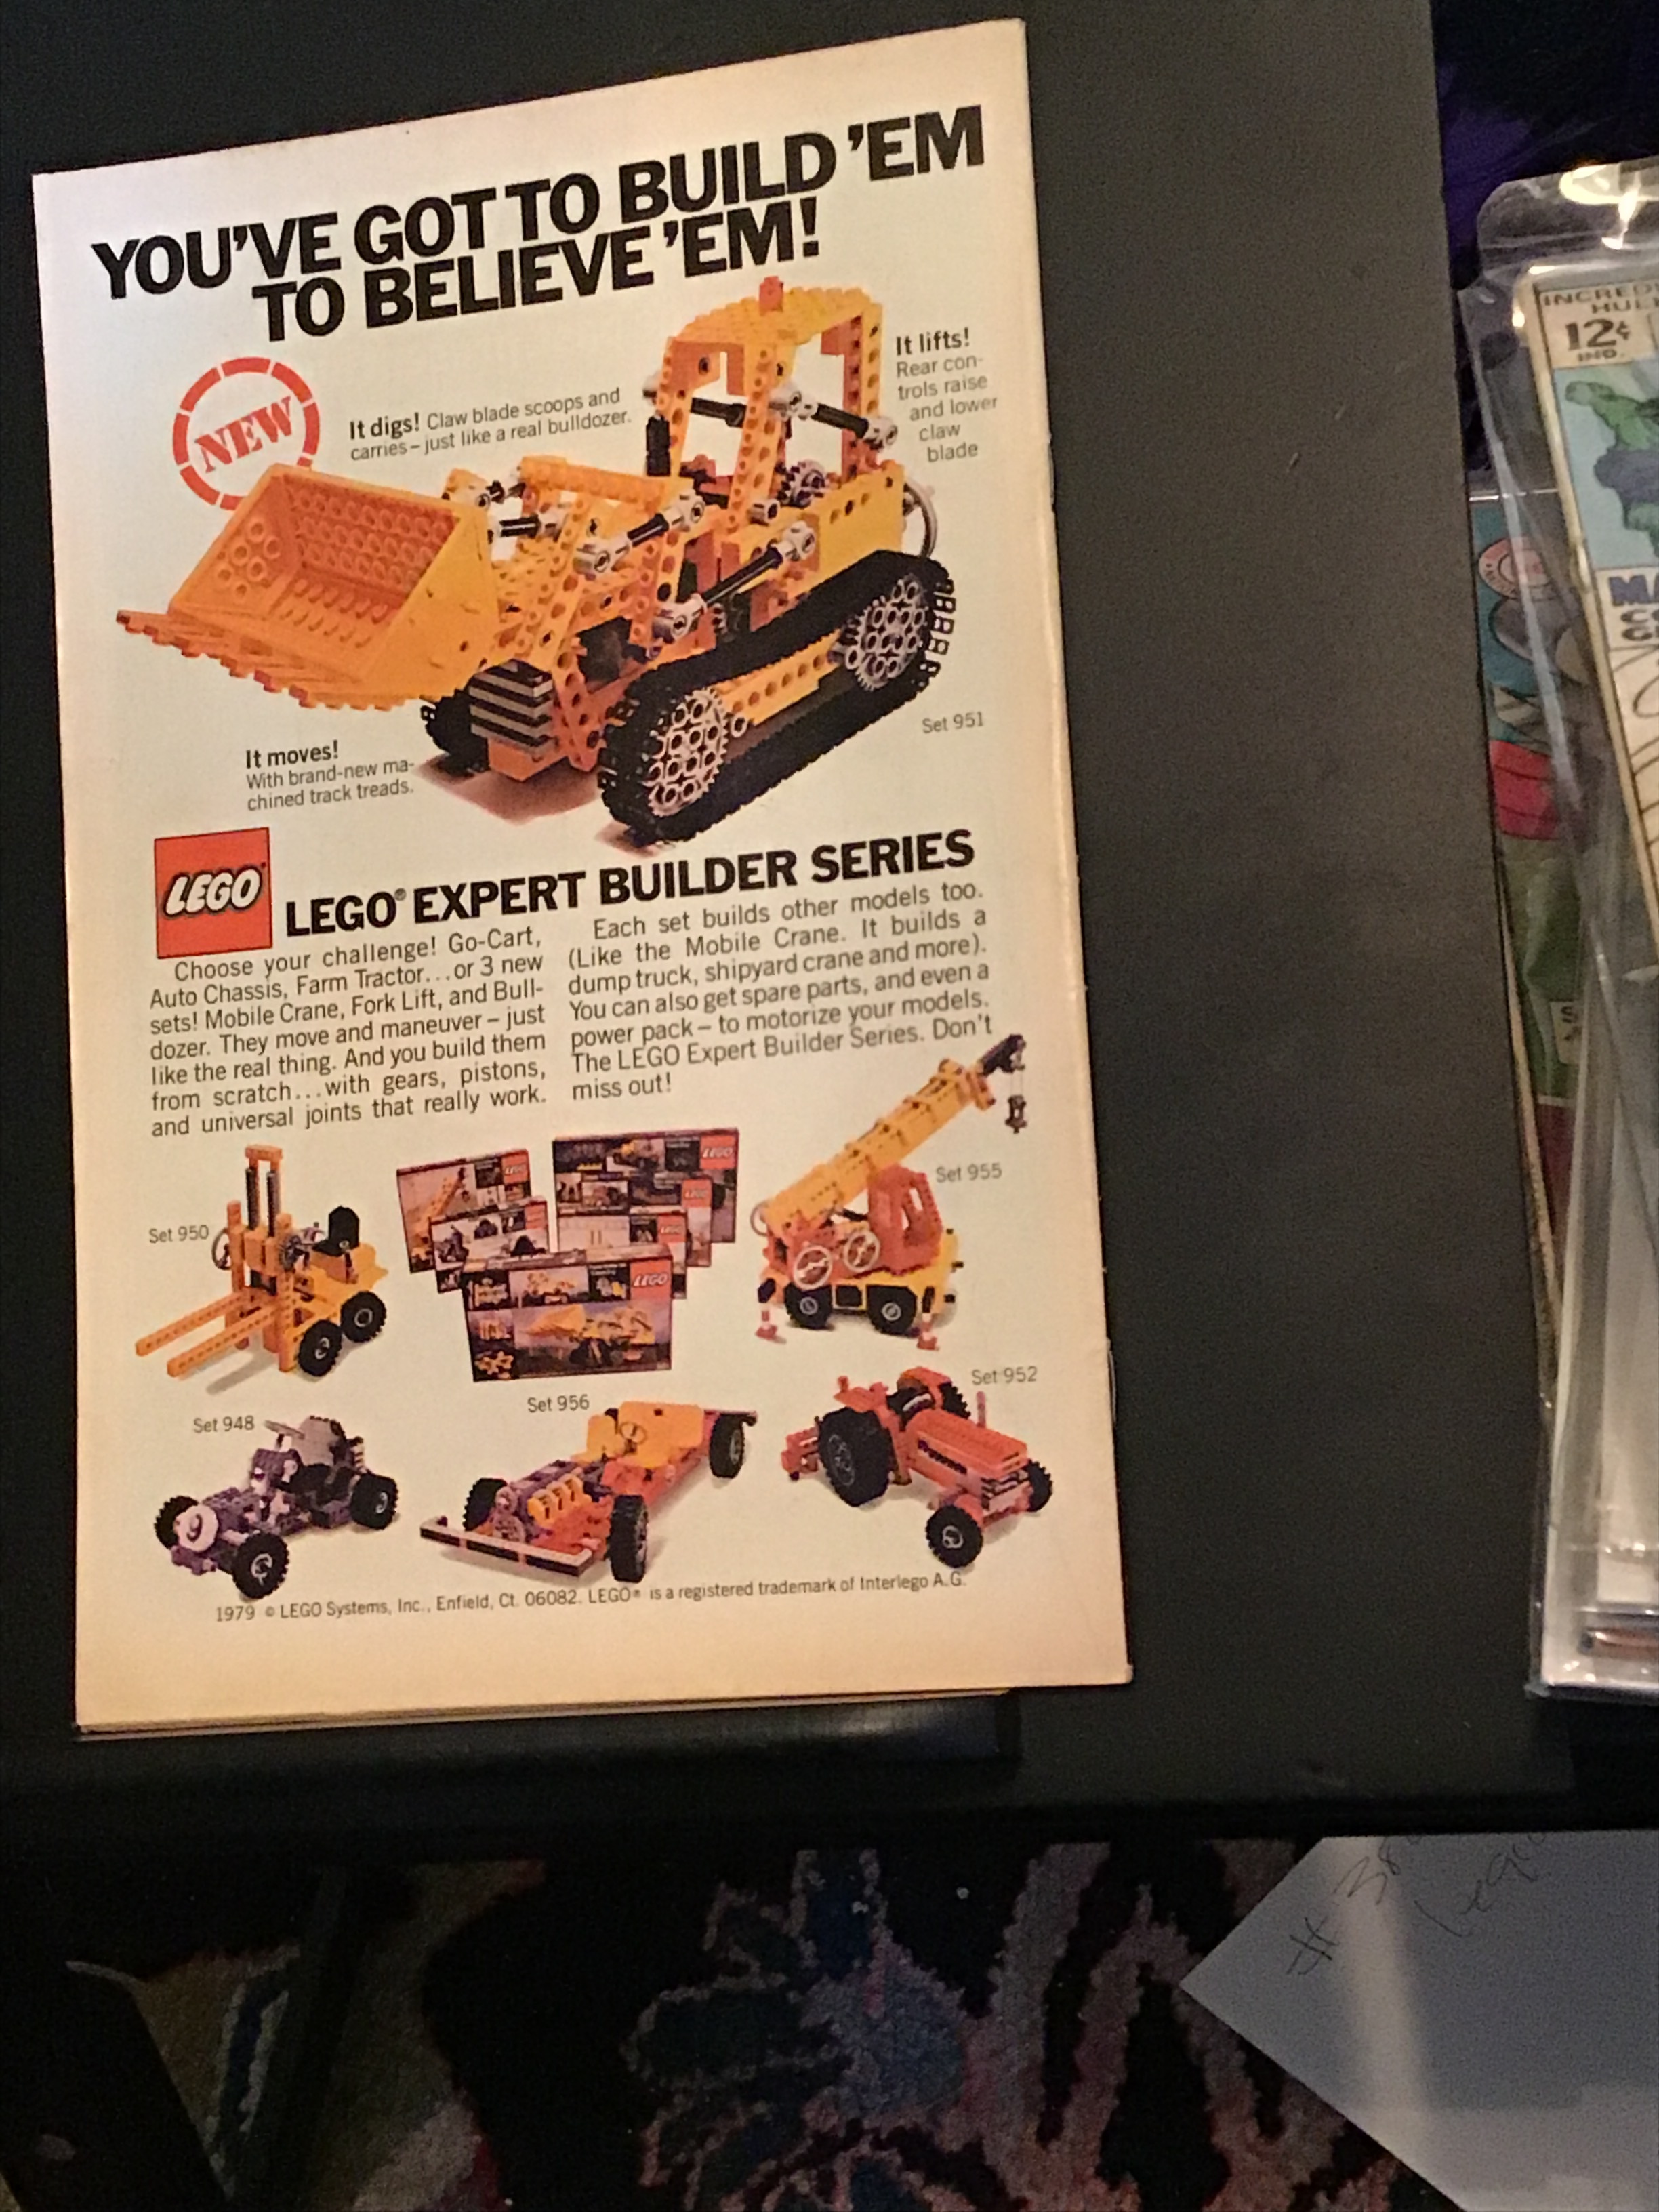 YOU'VE GOT TO BUILD 'EM
TO BELIEVE 'EM!
NEW
It digs! Claw blade scoops and
carries – just like a real bulldozer.
It lifts!
Rear con-
trols raise
and lower
claw
blade
Set 951
It moves!
With brand-new ma-
chined track treads.
LEGO®
LEGO® EXPERT BUILDER SERIES
Choose your challenge! Go-Cart,
Auto Chassis, Farm Tractor...or 3 new
sets! Mobile Crane, Fork Lift, and Bull-
dozer. They move and maneuver – just
like the real thing. And you build them
from scratch...with gears, pistons,
and universal joints that really work.
Each set builds other models too.
(Like the Mobile Crane. It builds a
dump truck, shipyard crane and more).
You can also get spare parts, and even a
power pack – to motorize your models.
The LEGO Expert Builder Series. Don't
miss out!
Set 950
LEGO
LEGO
LEGO
LEGO
LEGO
LEGO
Set 955
Set 948
Set 956
Set 952
1979 © LEGO Systems, Inc., Enfield, Ct. 06082. LEGO® is a registered trademark of Interlego A.G.
12¢
IND.
MA
# 38